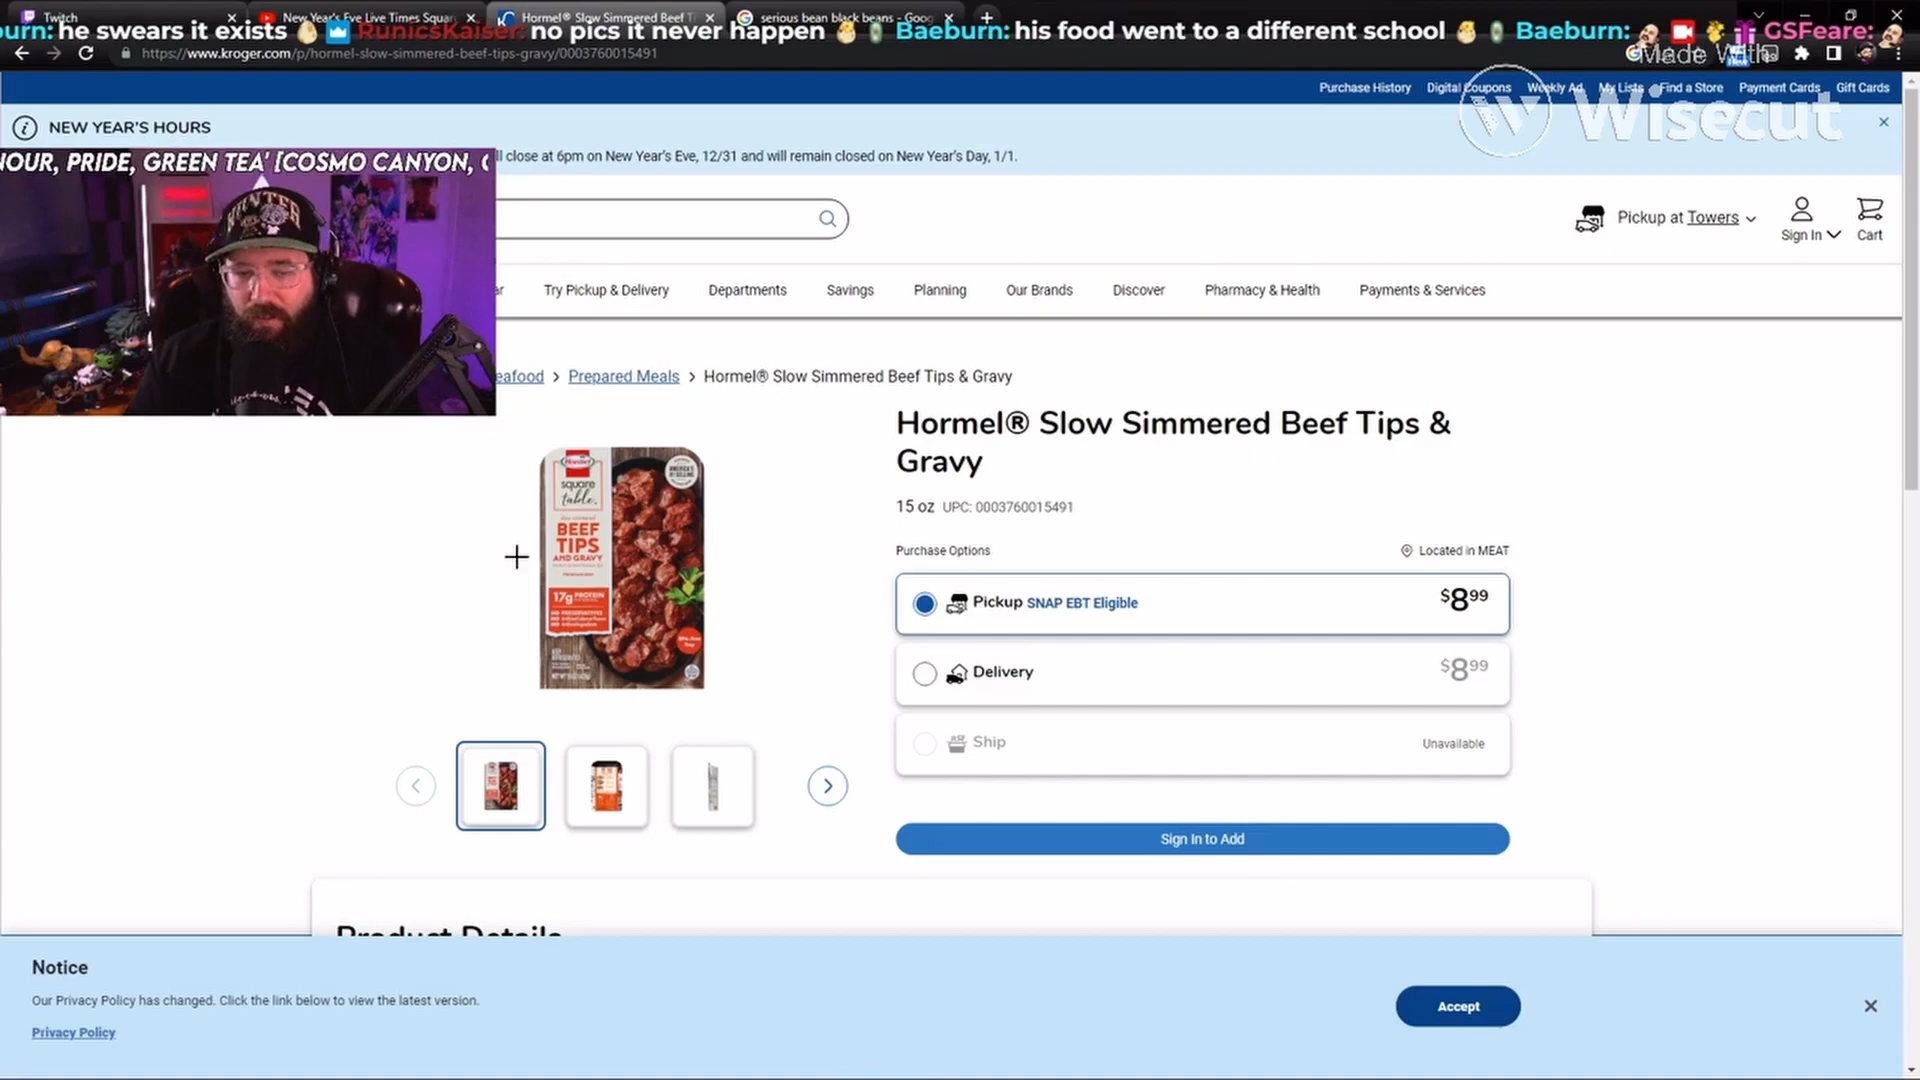 Twitch
New Year's Eve Live Times Squar
Hormel® Slow Simmered Beef T
serious bean black beans - Goog
burn: he swears it exists RunicsKaiser: no pics it never happen Baeburn: his food went to a different school Baeburn: GSFeare:
https://www.kroger.com/p/hormel-slow-simmered-beef-tips-gravy/0003760015491
Made With
Wisecut
Purchase History Digital Coupons Weekly Ad My Lists Find a Store Payment Cards Gift Cards
NEW YEAR'S HOURS
ll close at 6pm on New Year's Eve, 12/31 and will remain closed on New Year's Day, 1/1.
HOUR, PRIDE, GREEN TEA' [COSMO CANYON, C
HUNTER
Pickup at Towers
Sign In
Cart
ar Try Pickup & Delivery Departments Savings Planning Our Brands Discover Pharmacy & Health Payments & Services
eafood > Prepared Meals > Hormel® Slow Simmered Beef Tips & Gravy
Hormel® Slow Simmered Beef Tips &
Gravy
15 oz UPC: 0003760015491
Hormel
square
table.
slow simmered
BEEF
TIPS
AND GRAVY
17g PROTEIN
AMERICA'S
Purchase Options
Located in MEAT
Pickup SNAP EBT Eligible $8.99
Delivery $8.99
Ship Unavailable
Sign In to Add
Product Details
Notice
Our Privacy Policy has changed. Click the link below to view the latest version.
Privacy Policy
Accept